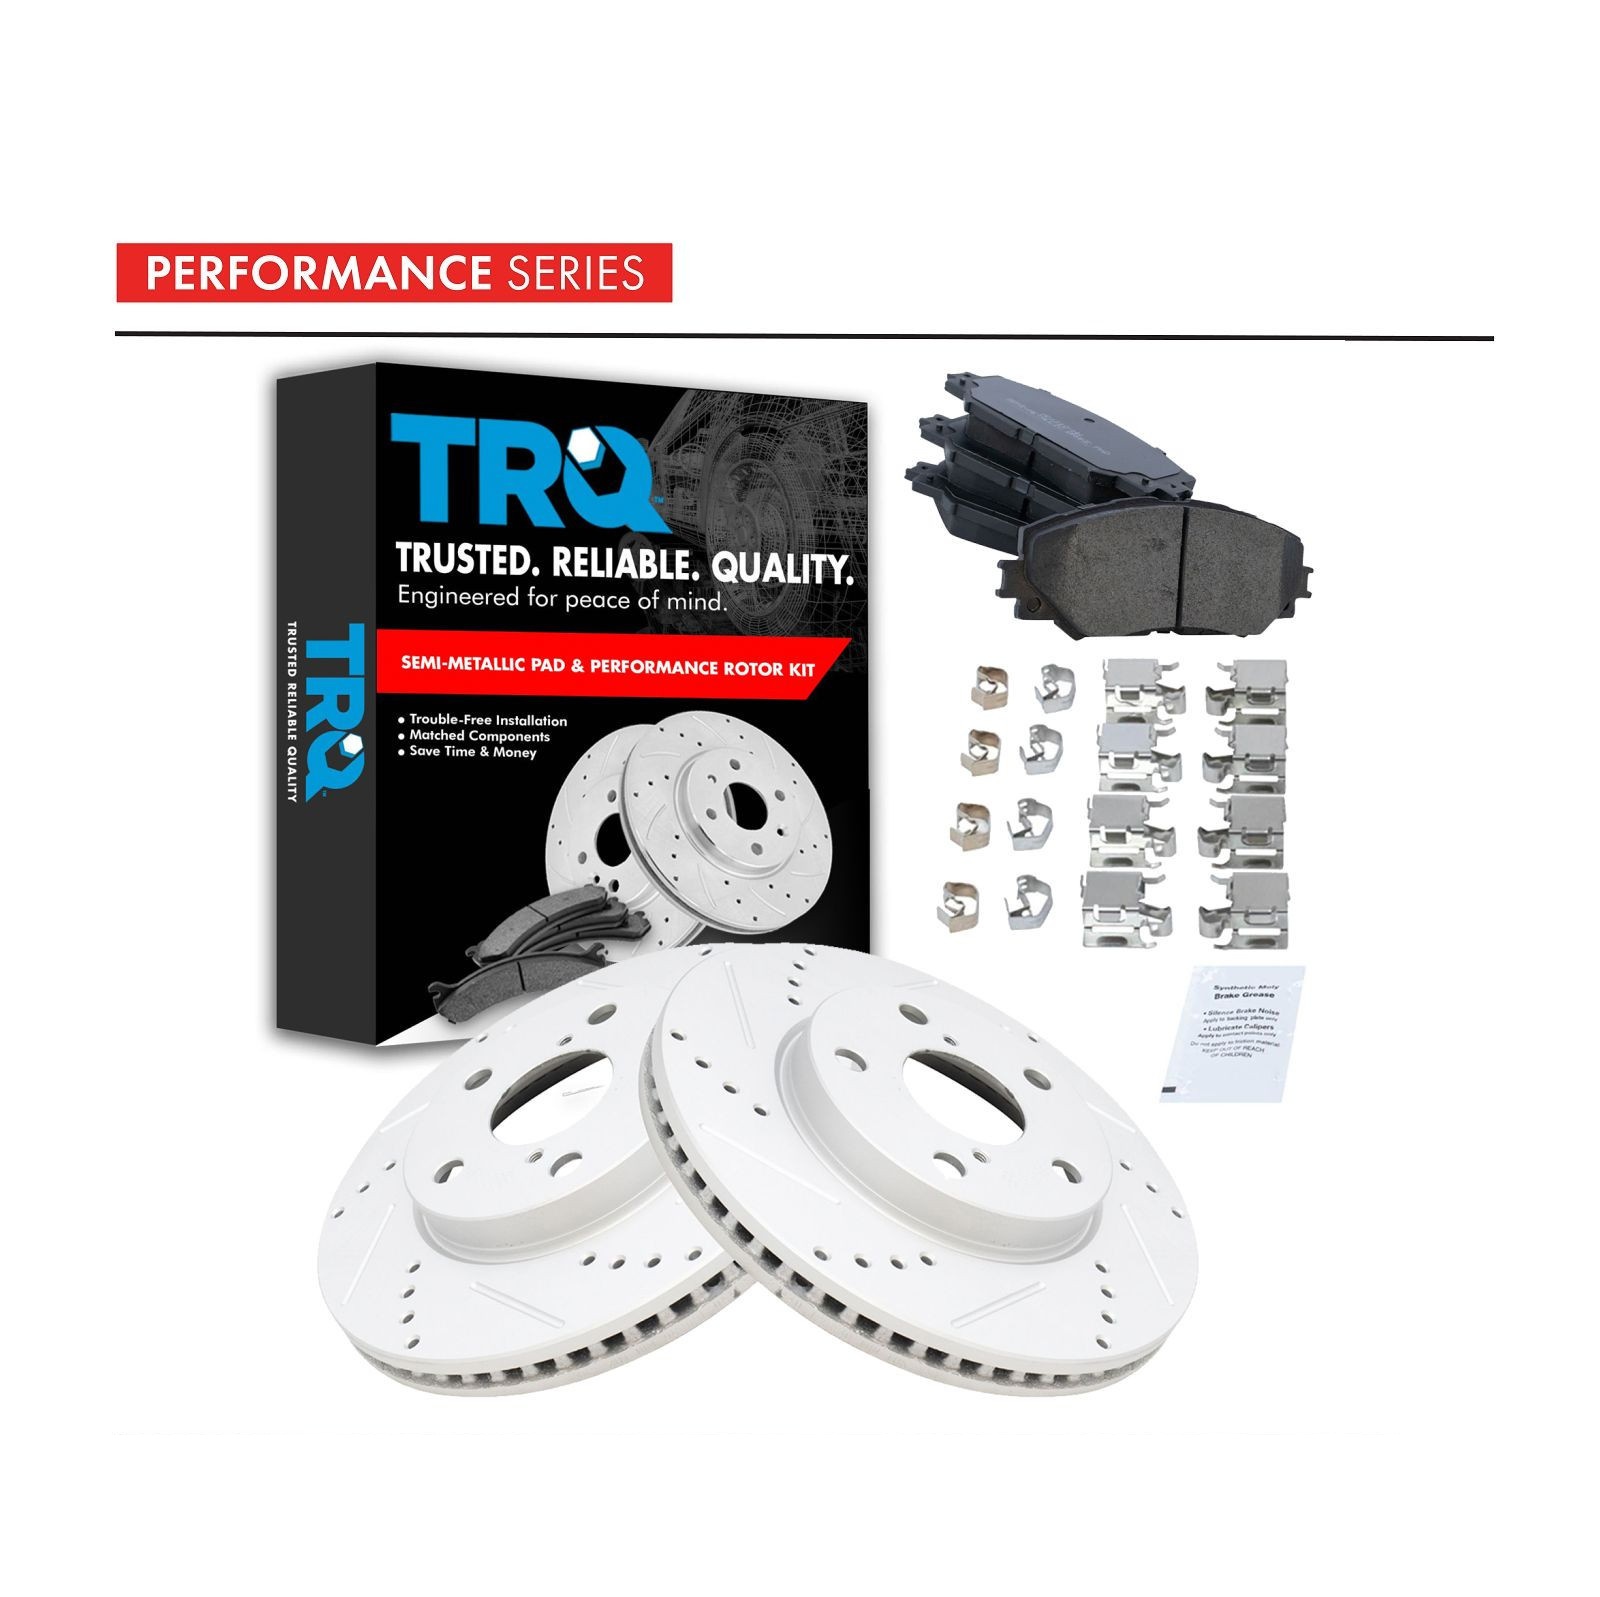 PERFORMANCE SERIES
TRQ™
TRUSTED. RELIABLE. QUALITY.
Engineered for peace of mind.
SEMI-METALLIC PAD & PERFORMANCE ROTOR KIT
• Trouble-Free Installation
• Matched Components
• Save Time & Money
TRQ™
TRUSTED RELIABLE QUALITY
Synthetic Moly
Brake Grease
• Silence Brake Noise
Apply to backing plate only
• Lubricate Calipers
Apply to contact points only
Do not apply to friction material
KEEP OUT OF REACH
OF CHILDREN